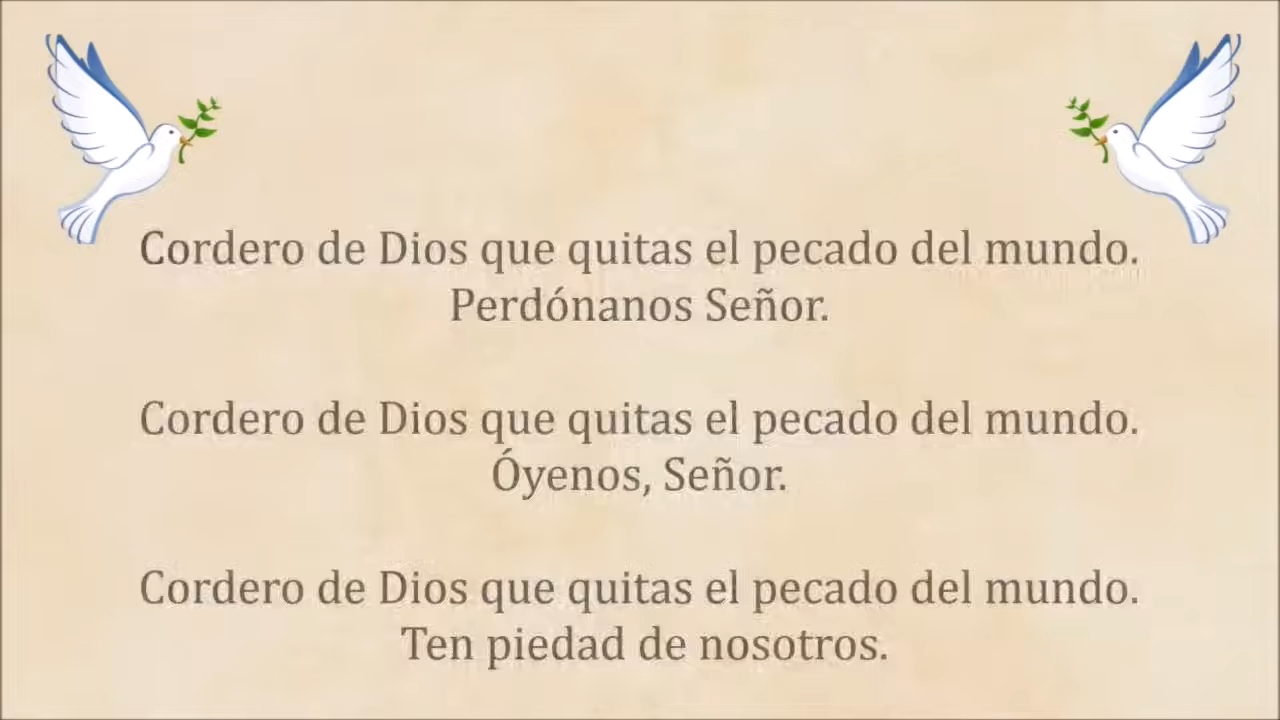 Cordero de Dios que quitas el pecado del mundo.
Perdónanos Señor.
Cordero de Dios que quitas el pecado del mundo.
Óyenos, Señor.
Cordero de Dios que quitas el pecado del mundo.
Ten piedad de nosotros.